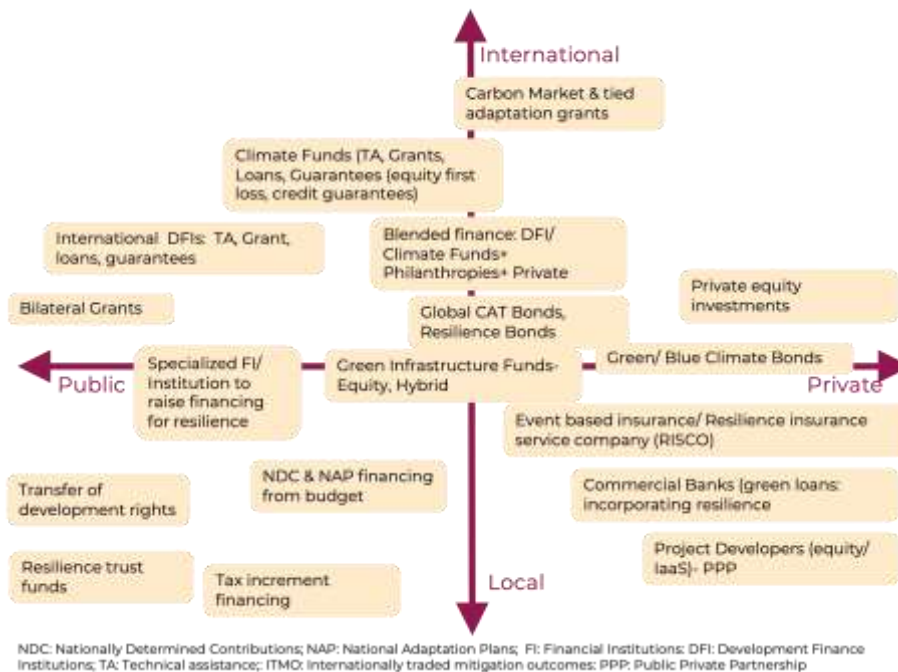 International
Carbon Market & tied
adaptation grants
Climate Funds (TA, Grants,
Loans, Guarantees (equity first
loss, credit guarantees)
International DFIs: TA, Grant,
loans, guarantees
Blended finance: DFI/
Climate Funds+
Philanthropies+ Private
Private equity
investments
Bilateral Grants
Global CAT Bonds,
Resilience Bonds
Public
Specialized FI/
Institution to
raise financing
for resilience
Green Infrastructure Funds-
Equity, Hybrid
Green/ Blue Climate Bonds
Private
Event based insurance/ Resilience insurance
service company (RISCO)
NDC & NAP financing
from budget
Transfer of
development rights
Commercial Banks (green loans:
incorporating resilience
Project Developers (equity/
IaaS)- PPP
Resilience trust
funds
Tax increment
financing
Local
NDC: Nationally Determined Contributions; NAP: National Adaptation Plans; FI: Financial Institutions: DFI: Development Finance
Institutions; TA: Technical assistance; ITMO: Internationally traded mitigation outcomes: PPP: Public Private Partnership